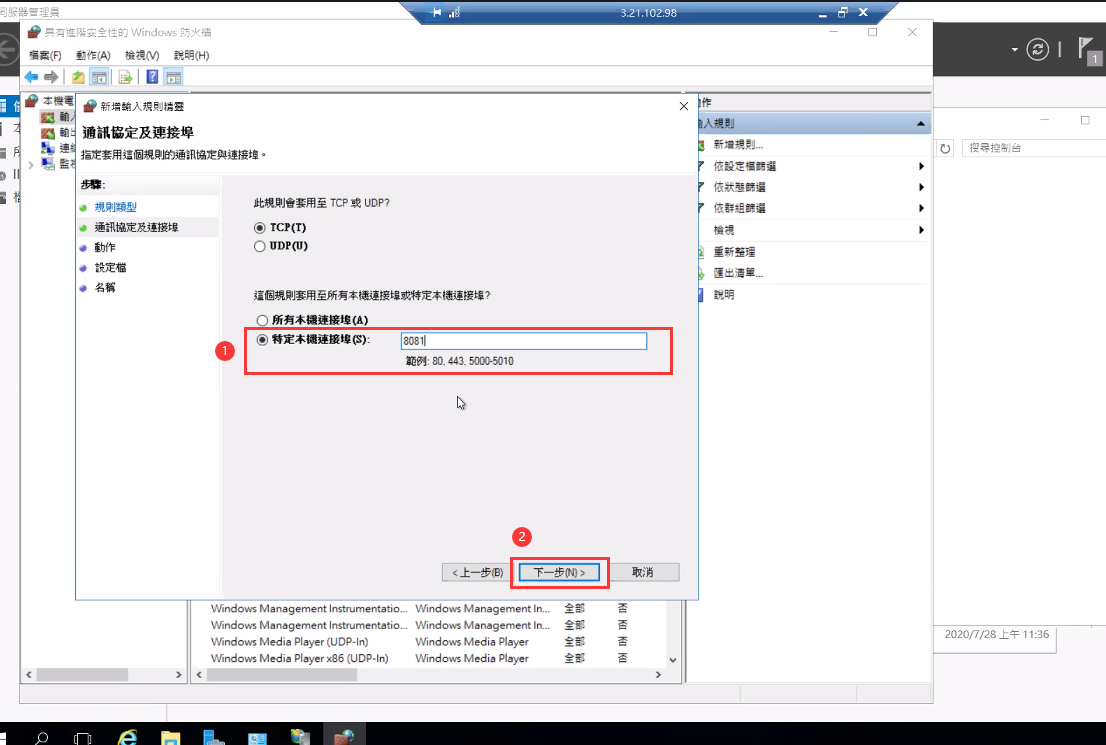 伺服器管理員
3.21.102.98
具有進階安全性的 Windows 防火牆
檔案(F) 動作(A) 檢視(V) 說明(H)
1
本機電
輸入
輸出
連線
監視
新增輸入規則精靈
通訊協定及連接埠
指定套用這個規則的通訊協定與連接埠。
步驟:
規則類型
通訊協定及連接埠
動作
設定檔
名稱
此規則會套用至 TCP 或 UDP?
TCP(T)
UDP(U)
這個規則套用至所有本機連接埠或特定本機連接埠?
所有本機連接埠(A)
1
特定本機連接埠(S): 8081
範例: 80, 443, 5000-5010
2
< 上一步(B) 下一步(N) > 取消
作
入規則
新增規則...
依設定檔篩選
依狀態篩選
依群組篩選
檢視
重新整理
匯出清單...
說明
搜尋控制台
Windows Management Instrumentatio... Windows Management In... 全部 否
Windows Management Instrumentatio... Windows Management In... 全部 否
Windows Media Player (UDP-In) Windows Media Player 全部 否
Windows Media Player x86 (UDP-In) Windows Media Player 全部 否
2020/7/28 上午 11:36